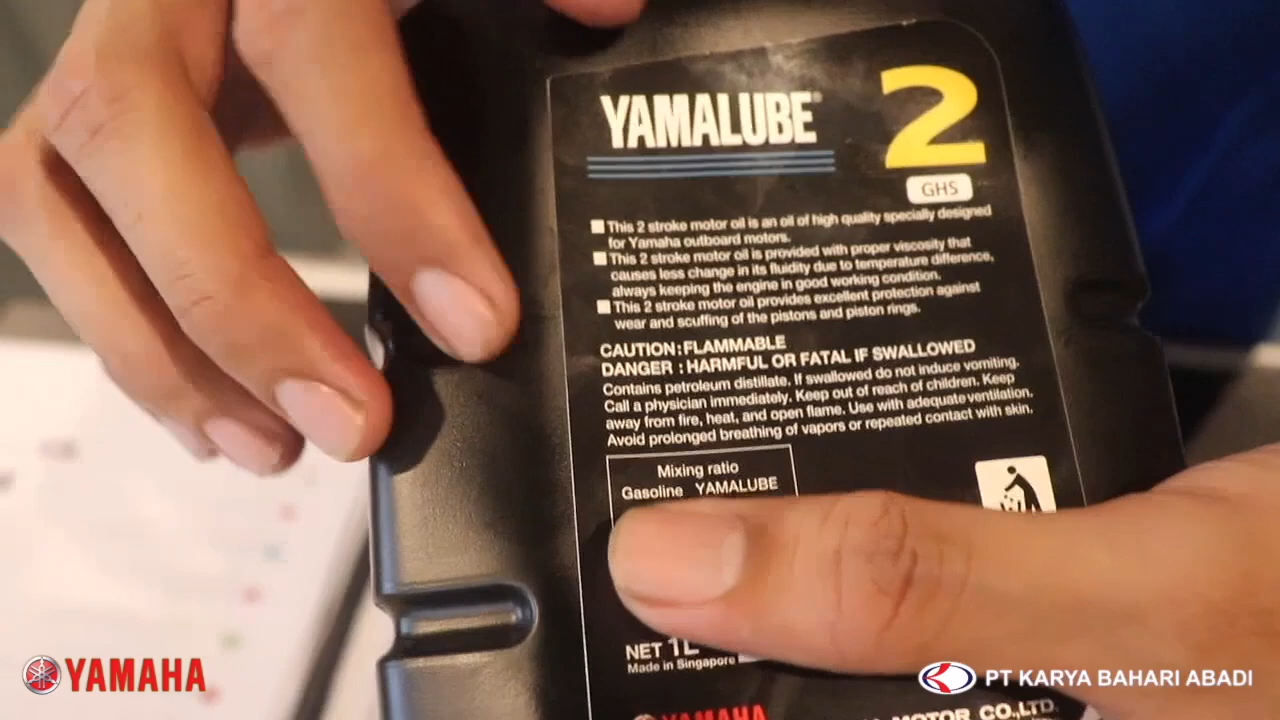 YAMALUBE®
2
GHS
This 2 stroke motor oil is an oil of high quality specially designed
for Yamaha outboard motors.
This 2 stroke motor oil is provided with proper viscosity that
causes less change in its fluidity due to temperature difference,
always keeping the engine in good working condition.
This 2 stroke motor oil provides excellent protection against
wear and scuffing of the pistons and piston rings.
CAUTION:FLAMMABLE
DANGER : HARMFUL OR FATAL IF SWALLOWED
Contains petroleum distillate. If swallowed do not induce vomiting.
Call a physician immediately. Keep out of reach of children. Keep
away from fire, heat, and open flame. Use with adequate ventilation.
Avoid prolonged breathing of vapors or repeated contact with skin.
Mixing ratio
Gasoline YAMALUBE
NET 1L
Made in Singapore
YAMAHA MOTOR CO.,LTD.
YAMAHA
PT KARYA BAHARI ABADI